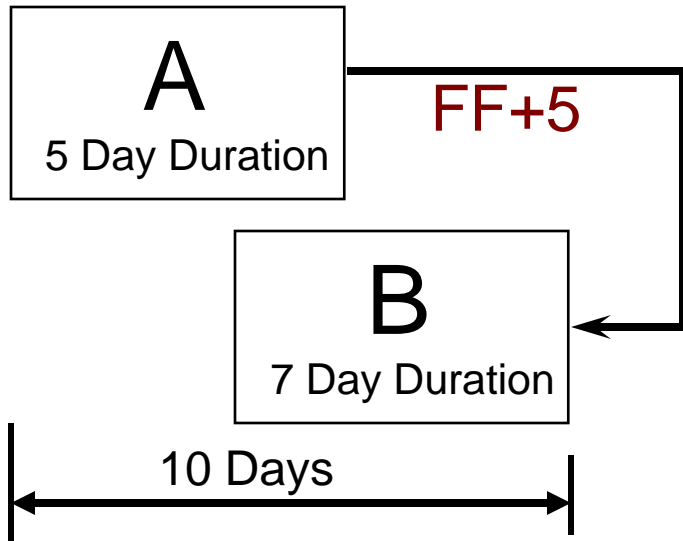 A
5 Day Duration
FF+5
B
7 Day Duration
10 Days